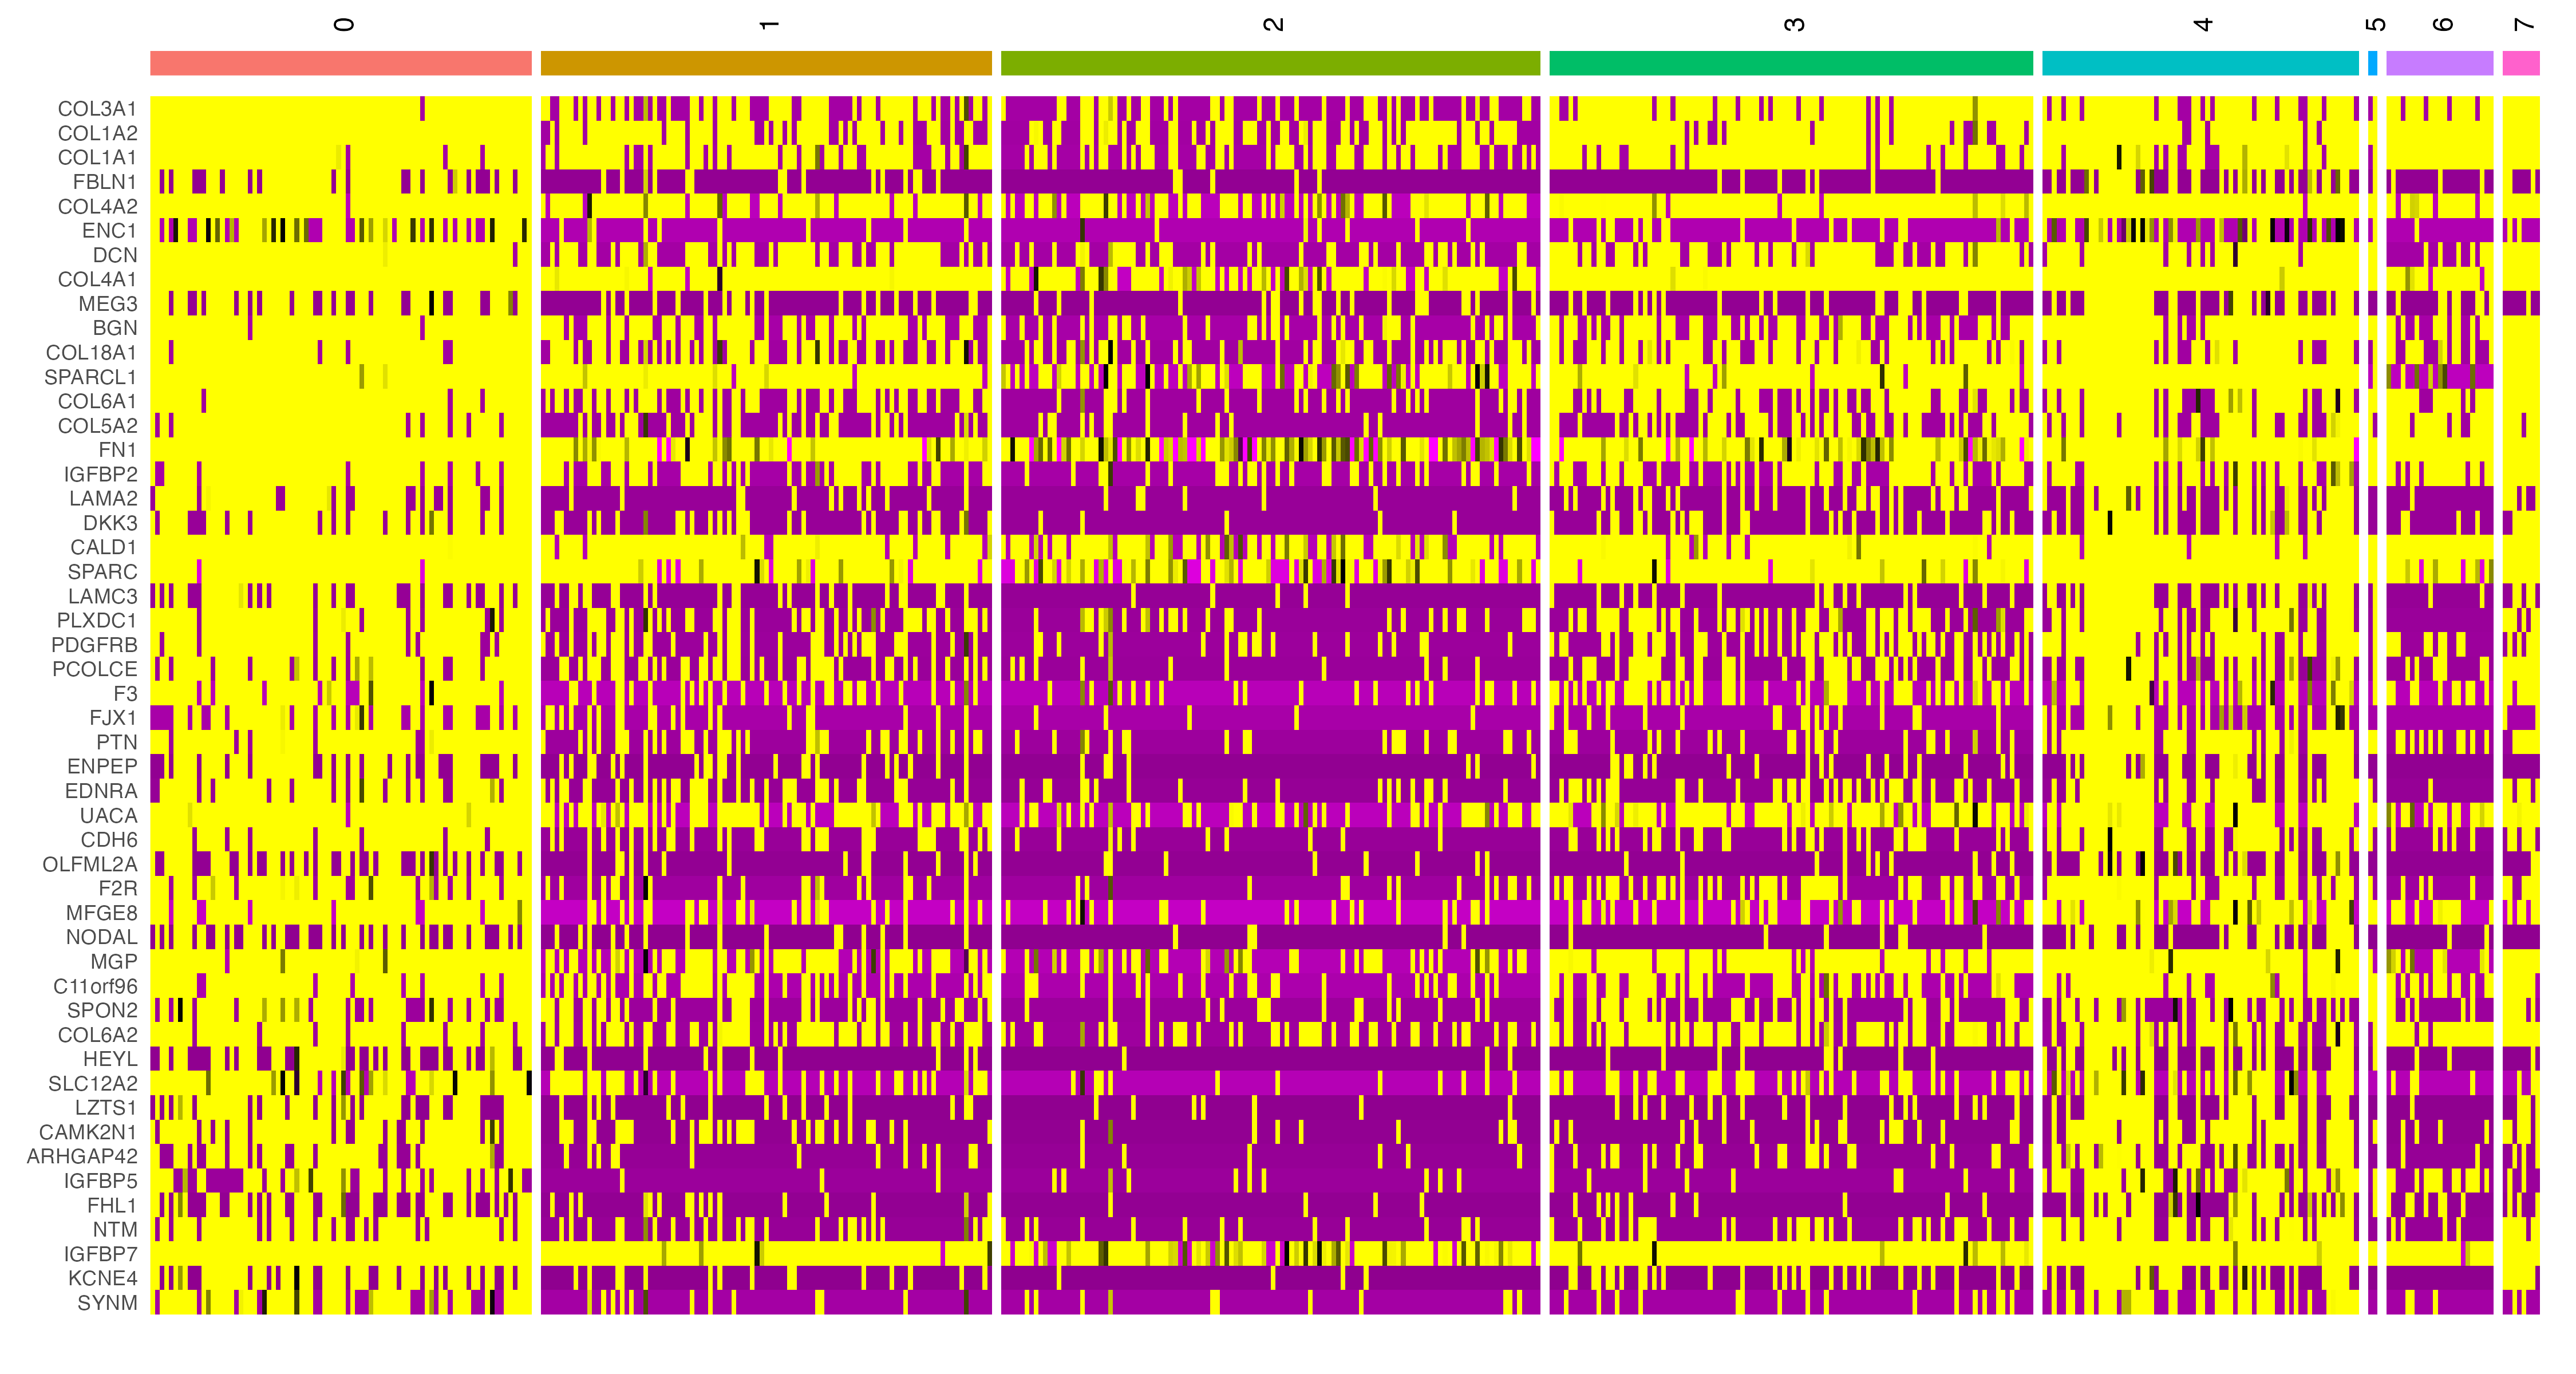 0 1 2 3 4 5 6 7
COL3A1
COL1A2
COL1A1
FBLN1
COL4A2
ENC1
DCN
COL4A1
MEG3
BGN
COL18A1
SPARCL1
COL6A1
COL5A2
FN1
IGFBP2
LAMA2
DKK3
CALD1
SPARC
LAMC3
PLXDC1
PDGFRB
PCOLCE
F3
FJX1
PTN
ENPEP
EDNRA
UACA
CDH6
OLFML2A
F2R
MFGE8
NODAL
MGP
C11orf96
SPON2
COL6A2
HEYL
SLC12A2
LZTS1
CAMK2N1
ARHGAP42
IGFBP5
FHL1
NTM
IGFBP7
KCNE4
SYNM